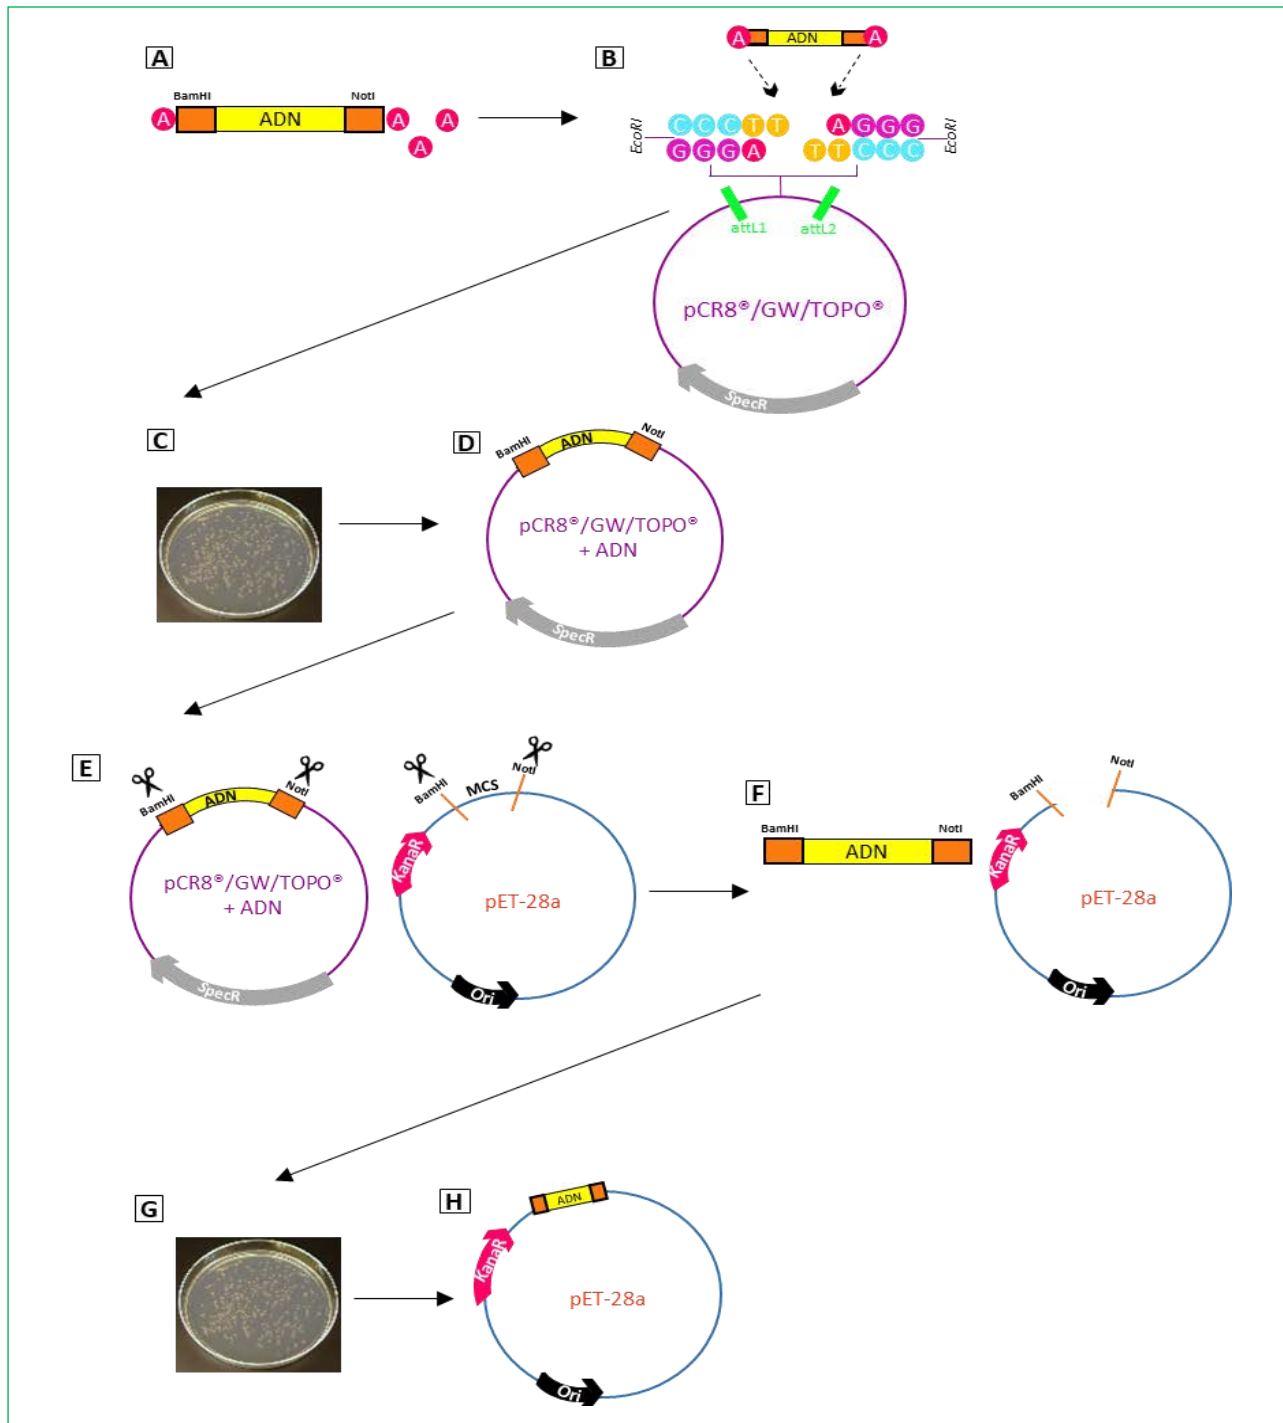 A
BamHI
NotI
A
ADN
A
A
A
B
A
ADN
A
EcoRI
C
C
C
T
T
A
G
G
G
EcoRI
G
G
G
A
T
T
C
C
C
attL1
attL2
pCR8®/GW/TOPO®
SpecR
C
D
BamHI
ADN
NotI
pCR8®/GW/TOPO®
+ ADN
SpecR
E
BamHI
ADN
NotI
pCR8®/GW/TOPO®
+ ADN
SpecR
BamHI
MCS
NotI
KanaR
pET-28a
Ori
F
BamHI
NotI
ADN
BamHI
NotI
KanaR
pET-28a
Ori
G
H
ADN
KanaR
pET-28a
Ori